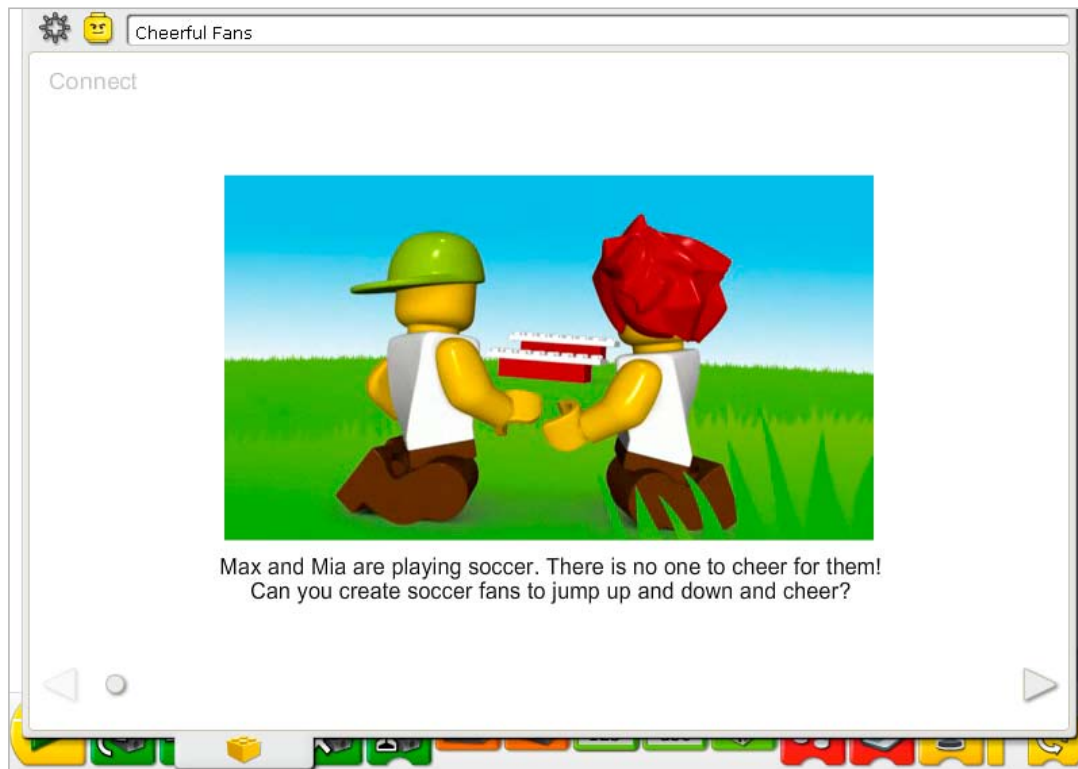 Cheerful Fans
Connect
Max and Mia are playing soccer. There is no one to cheer for them!
Can you create soccer fans to jump up and down and cheer?